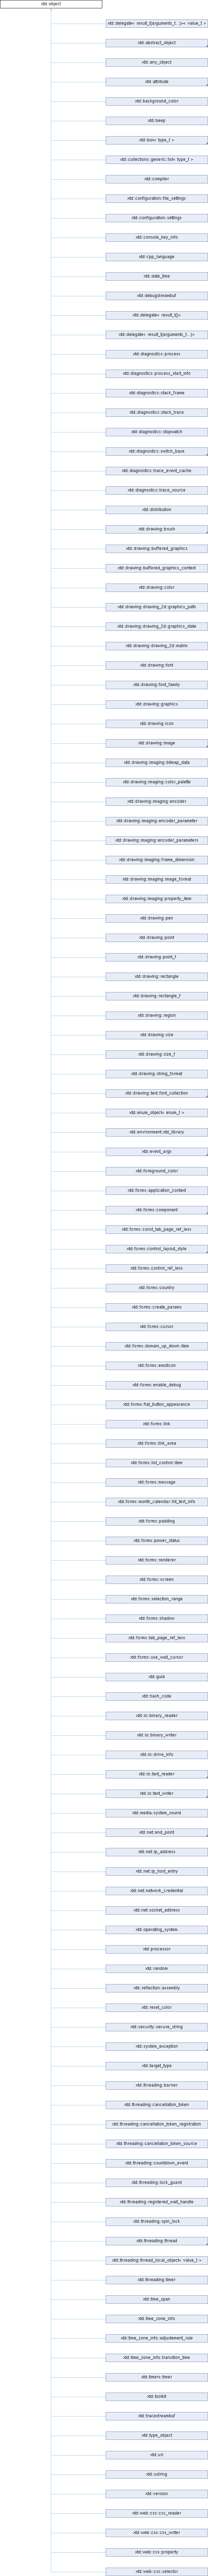 xtd::object
xtd::delegate< result_t(arguments_t...)>< value_t >
xtd::abstract_object
xtd::any_object
xtd::attribute
xtd::background_color
xtd::beep
xtd::box< type_t >
xtd::collections::generic::list< type_t >
xtd::compiler
xtd::configuration::file_settings
xtd::configuration::settings
xtd::console_key_info
xtd::cpp_language
xtd::date_time
xtd::debugstreambuf
xtd::delegate< result_t()>
xtd::delegate< result_t(arguments_t...)>
xtd::diagnostics::process
xtd::diagnostics::process_start_info
xtd::diagnostics::stack_frame
xtd::diagnostics::stack_trace
xtd::diagnostics::stopwatch
xtd::diagnostics::switch_base
xtd::diagnostics::trace_event_cache
xtd::diagnostics::trace_source
xtd::distribution
xtd::drawing::brush
xtd::drawing::buffered_graphics
xtd::drawing::buffered_graphics_context
xtd::drawing::color
xtd::drawing::drawing_2d::graphics_path
xtd::drawing::drawing_2d::graphics_state
xtd::drawing::drawing_2d::matrix
xtd::drawing::font
xtd::drawing::font_family
xtd::drawing::graphics
xtd::drawing::icon
xtd::drawing::image
xtd::drawing::imaging::bitmap_data
xtd::drawing::imaging::color_palette
xtd::drawing::imaging::encoder
xtd::drawing::imaging::encoder_parameter
xtd::drawing::imaging::encoder_parameters
xtd::drawing::imaging::frame_dimension
xtd::drawing::imaging::image_format
xtd::drawing::imaging::property_item
xtd::drawing::pen
xtd::drawing::point
xtd::drawing::point_f
xtd::drawing::rectangle
xtd::drawing::rectangle_f
xtd::drawing::region
xtd::drawing::size
xtd::drawing::size_f
xtd::drawing::string_format
xtd::drawing::text::font_collection
xtd::enum_object< enum_t >
xtd::environment::xtd_library
xtd::event_args
xtd::foreground_color
xtd::forms::application_context
xtd::forms::component
xtd::forms::const_tab_page_ref_less
xtd::forms::control_layout_style
xtd::forms::control_ref_less
xtd::forms::country
xtd::forms::create_params
xtd::forms::cursor
xtd::forms::domain_up_down::item
xtd::forms::emoticon
xtd::forms::enable_debug
xtd::forms::flat_button_appearance
xtd::forms::link
xtd::forms::link_area
xtd::forms::list_control::item
xtd::forms::message
xtd::forms::month_calendar::hit_test_info
xtd::forms::padding
xtd::forms::power_status
xtd::forms::renderer
xtd::forms::screen
xtd::forms::selection_range
xtd::forms::shadow
xtd::forms::tab_page_ref_less
xtd::forms::use_wait_cursor
xtd::guid
xtd::hash_code
xtd::io::binary_reader
xtd::io::binary_writer
xtd::io::drive_info
xtd::io::text_reader
xtd::io::text_writer
xtd::media::system_sound
xtd::net::end_point
xtd::net::ip_address
xtd::net::ip_host_entry
xtd::net::network_credential
xtd::net::socket_address
xtd::operating_system
xtd::processor
xtd::random
xtd::reflection::assembly
xtd::reset_color
xtd::security::secure_string
xtd::system_exception
xtd::target_type
xtd::threading::barrier
xtd::threading::cancellation_token
xtd::threading::cancellation_token_registration
xtd::threading::cancellation_token_source
xtd::threading::countdown_event
xtd::threading::lock_guard
xtd::threading::registered_wait_handle
xtd::threading::spin_lock
xtd::threading::thread
xtd::threading::thread_local_object< value_t >
xtd::threading::timer
xtd::time_span
xtd::time_zone_info
xtd::time_zone_info::adjustement_rule
xtd::time_zone_info::transition_time
xtd::timers::timer
xtd::toolkit
xtd::tracestreambuf
xtd::type_object
xtd::uri
xtd::ustring
xtd::version
xtd::web::css::css_reader
xtd::web::css::css_writer
xtd::web::css::property
xtd::web::css::selector